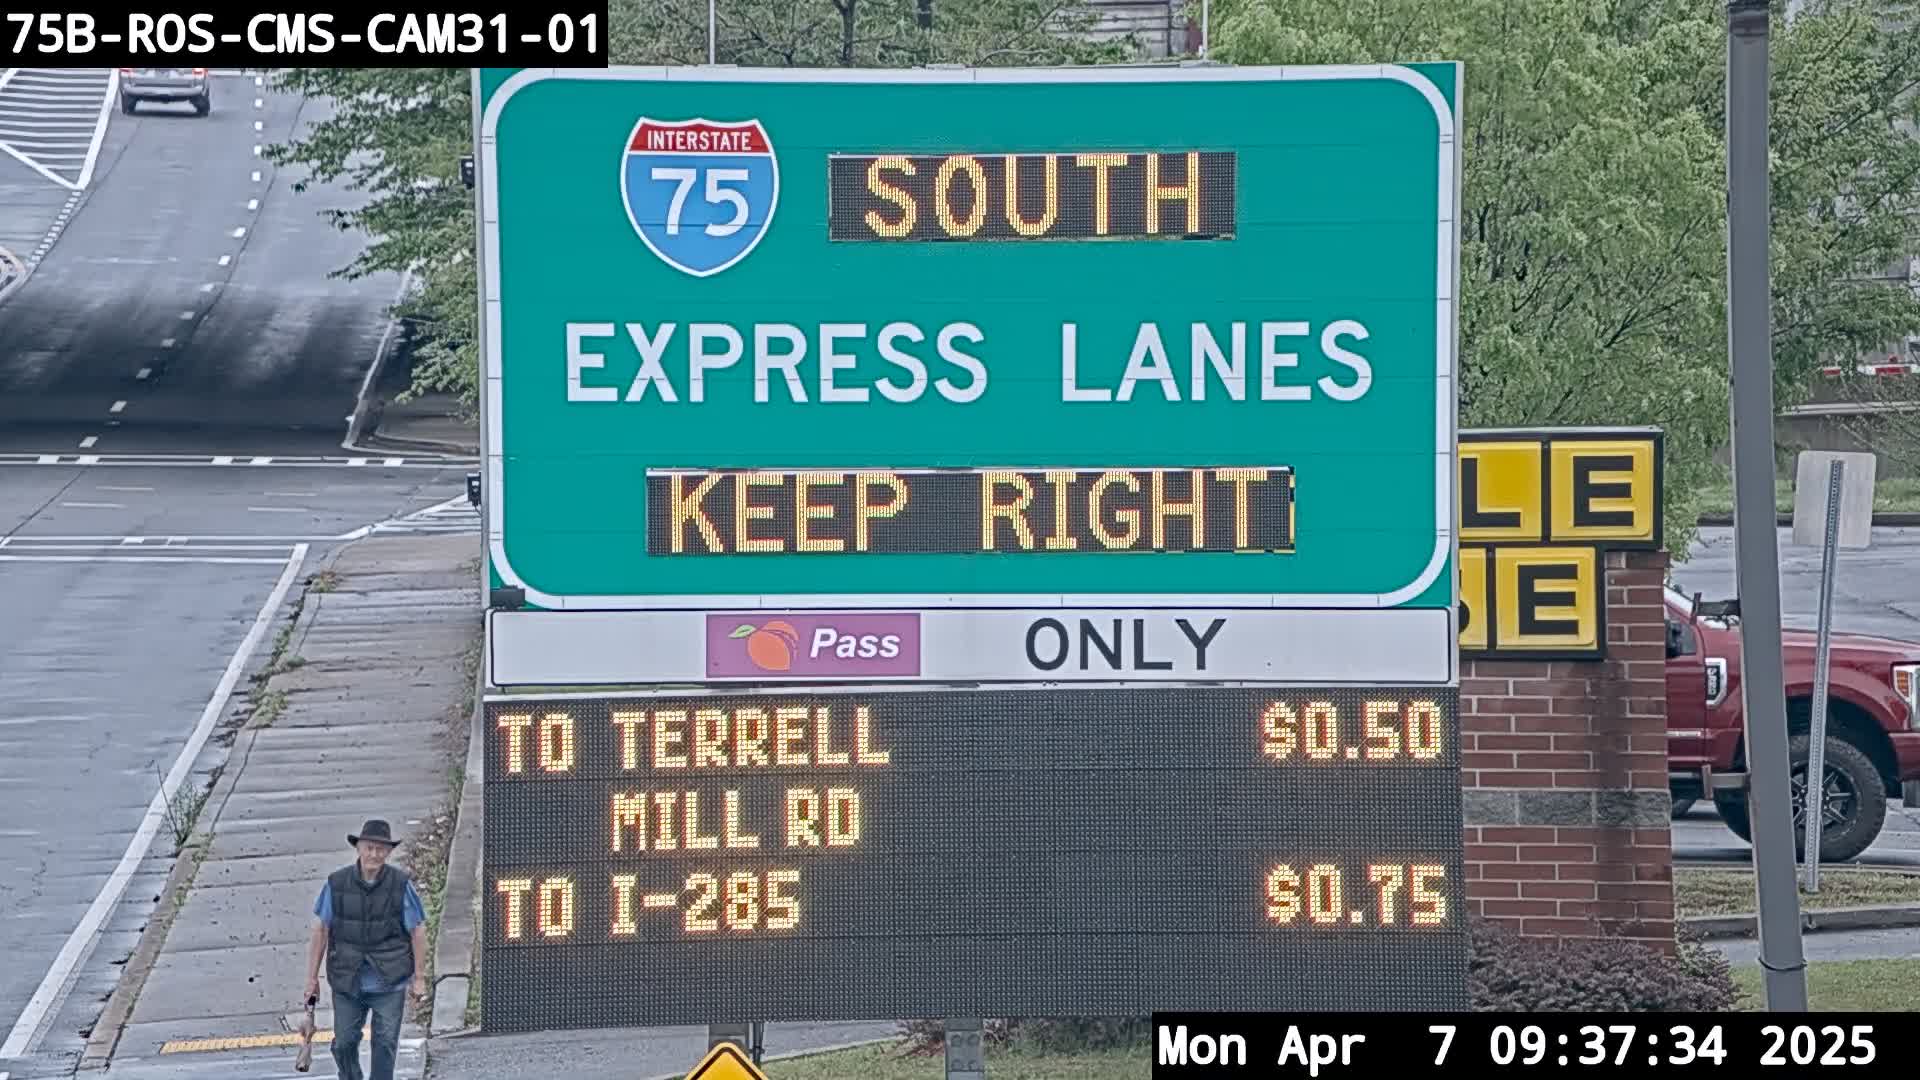 75B-ROS-CMS-CAM31-01
INTERSTATE
75
SOUTH
EXPRESS LANES
KEEP RIGHT
Pass ONLY
TO TERRELL $0.50
MILL RD
TO I-285 $0.75
LE
E
Mon Apr 7 09:37:34 2025